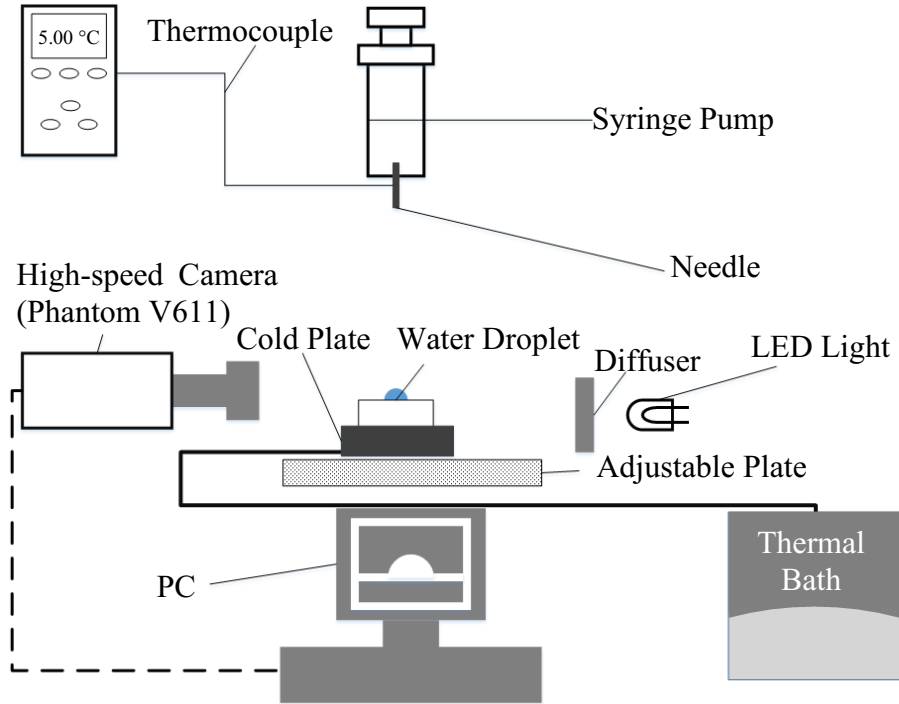 5.00 °C
Thermocouple
Syringe Pump
Needle
High-speed Camera
(Phantom V611)
Cold Plate
Water Droplet
Diffuser
LED Light
Adjustable Plate
PC
Thermal
Bath